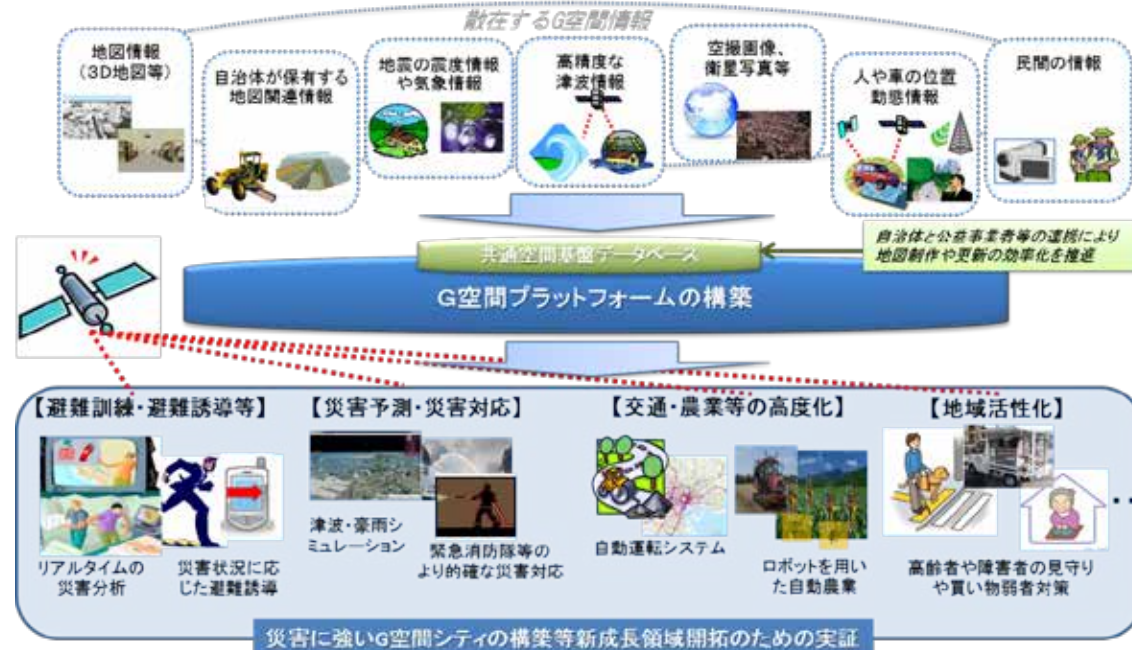 散在するG空間情報
地図情報
（3D地図等）
自治体が保有する
地図関連情報
地震の震度情報
や気象情報
高精度な
津波情報
空撮画像、
衛星写真等
人や車の位置
動態情報
民間の情報
共通空間基盤データベース
自治体と公益事業者等の連携により
地図制作や更新の効率化を推進
G空間プラットフォームの構築
【避難訓練・避難誘導等】
【災害予測・災害対応】
【交通・農業等の高度化】
【地域活性化】
リアルタイムの
災害分析
災害状況に応
じた避難誘導
津波・豪雨シ
ミュレーション
緊急消防隊等の
より的確な災害対応
自動運転システム
ロボットを用い
た自動農業
高齢者や障害者の見守り
や買い物弱者対策
・・
災害に強いG空間シティの構築等新成長領域開拓のための実証